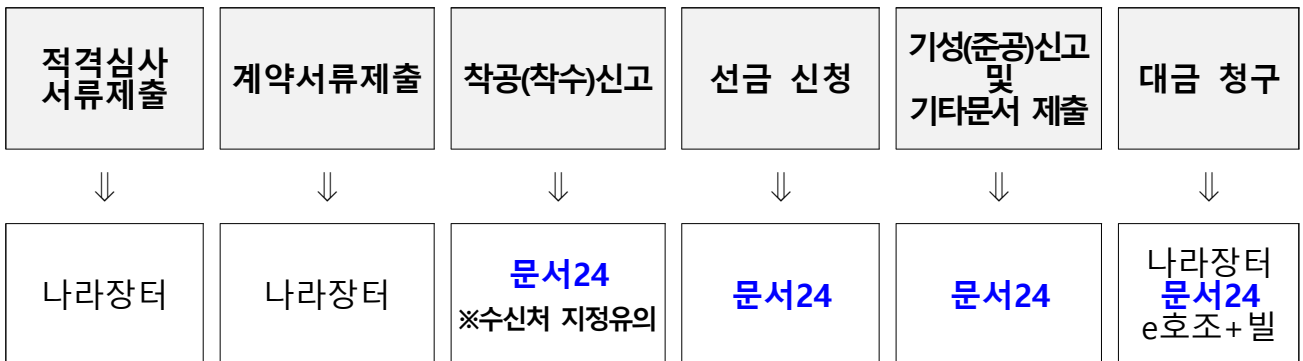 적격심사
서류제출
계약서류제출
착공(착수)신고
선금 신청
기성(준공)신고
및
기타문서 제출
대금 청구
⇓ ⇓ ⇓ ⇓ ⇓ ⇓
나라장터
나라장터
문서24
※수신처 지정유의
문서24
문서24
나라장터
문서24
e호조+빌